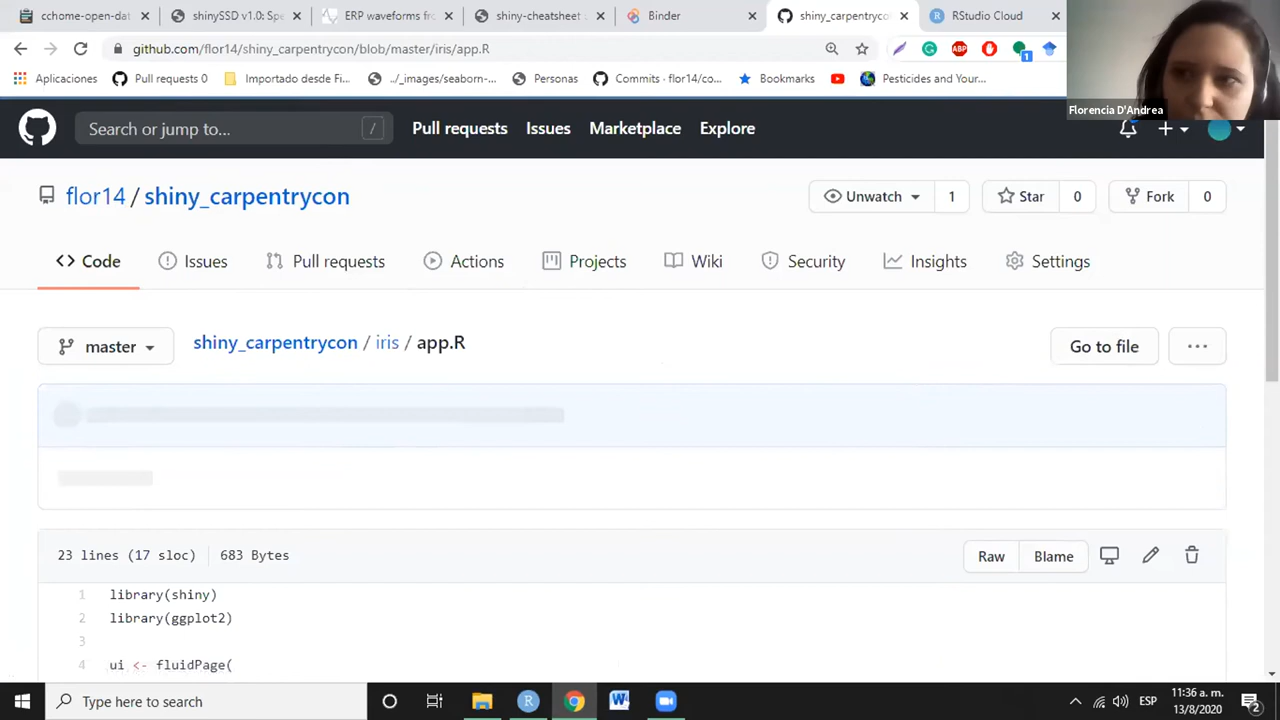 cchome-open-dat
shinySSD v1.0: Spe
ERP waveforms fro
shiny-cheatsheet
Binder
shiny_carpentryco
RStudio Cloud
github.com/flor14/shiny_carpentrycon/blob/master/iris/app.R
ABP
1
Florencia D'Andrea
Aplicaciones
Pull requests 0
Importado desde Fi...
../_images/seaborn-...
Personas
Commits · flor14/co...
Bookmarks
Pesticides and Your...
Search or jump to...
/
Pull requests
Issues
Marketplace
Explore
flor14 / shiny_carpentrycon
Unwatch
1
Star
0
Fork
0
Code
Issues
Pull requests
Actions
Projects
Wiki
Security
Insights
Settings
master
shiny_carpentrycon / iris / app.R
Go to file
23 lines (17 sloc)
683 Bytes
Raw
Blame
1 library(shiny)
2 library(ggplot2)
3
4 ui <- fluidPage(
Type here to search
ESP
11:36 a. m.
13/8/2020
2